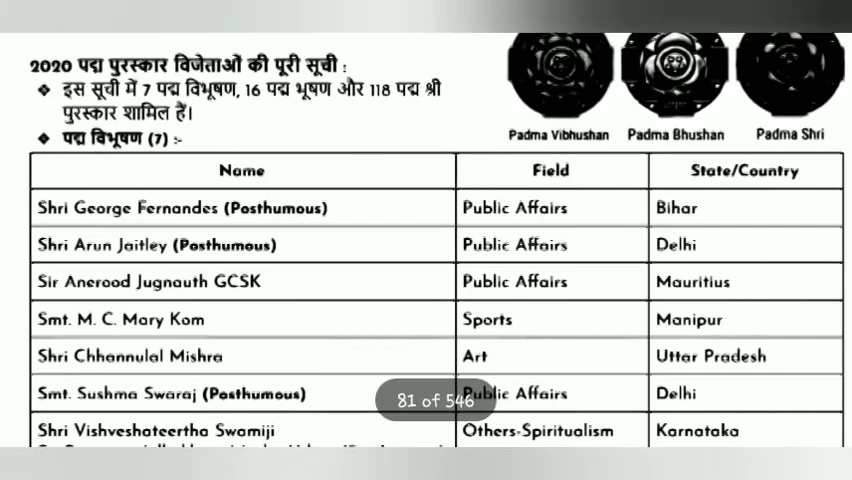 2020 पद्म पुरस्कार विजेताओं की पूरी सूची :
❖ इस सूची में 7 पद्म विभूषण, 16 पद्म भूषण और 118 पद्म श्री
पुरस्कार शामिल हैं।
❖ पद्म विभूषण (7) :-
Padma Vibhushan Padma Bhushan Padma Shri
Name Field State/Country
Shri George Fernandes (Posthumous) Public Affairs Bihar
Shri Arun Jaitley (Posthumous) Public Affairs Delhi
Sir Anerood Jugnauth GCSK Public Affairs Mauritius
Smt. M. C. Mary Kom Sports Manipur
Shri Chhannulal Mishra Art Uttar Pradesh
Smt. Sushma Swaraj (Posthumous) Public Affairs Delhi
81 of 546
Shri Vishveshateertha Swamiji Others-Spiritualism Karnataka